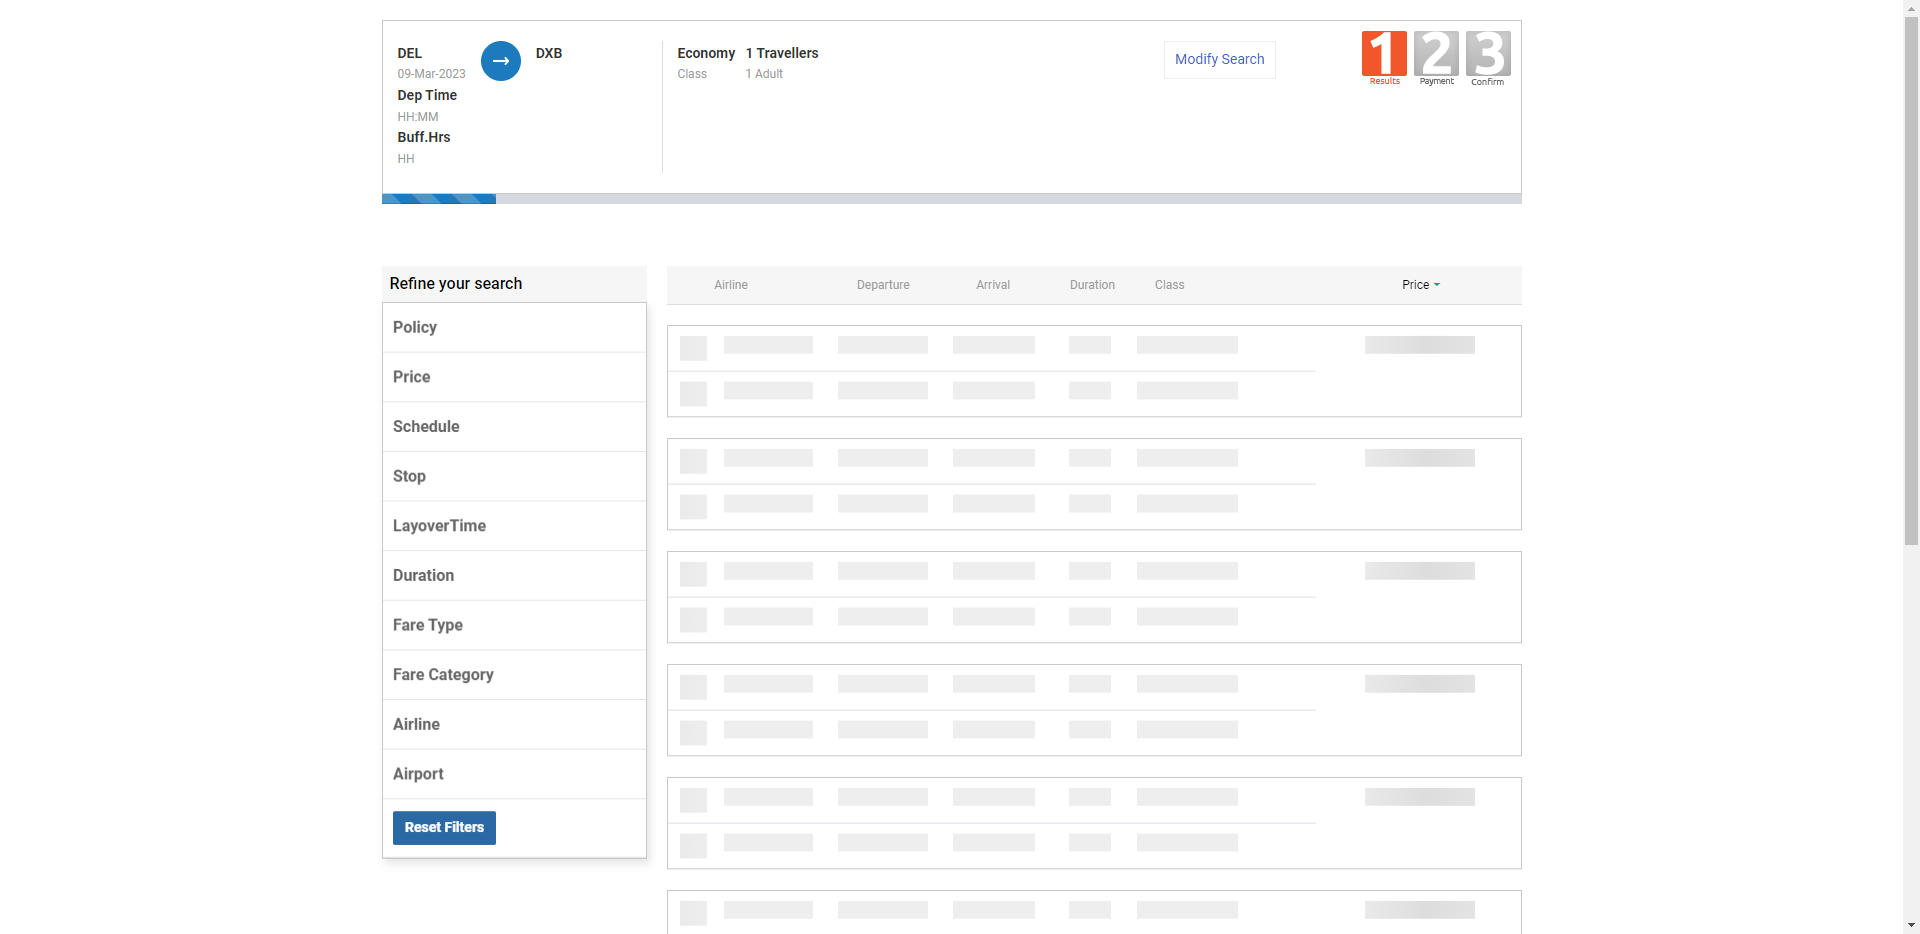 DEL
DXB
09-Mar-2023
Dep Time
HH:MM
Buff.Hrs
HH
Economy 1 Travellers
Class 1 Adult
Modify Search
1 2 3
Results Payment Confirm
Refine your search
Policy
Price
Schedule
Stop
LayoverTime
Duration
Fare Type
Fare Category
Airline
Airport
Reset Filters
Airline Departure Arrival Duration Class Price